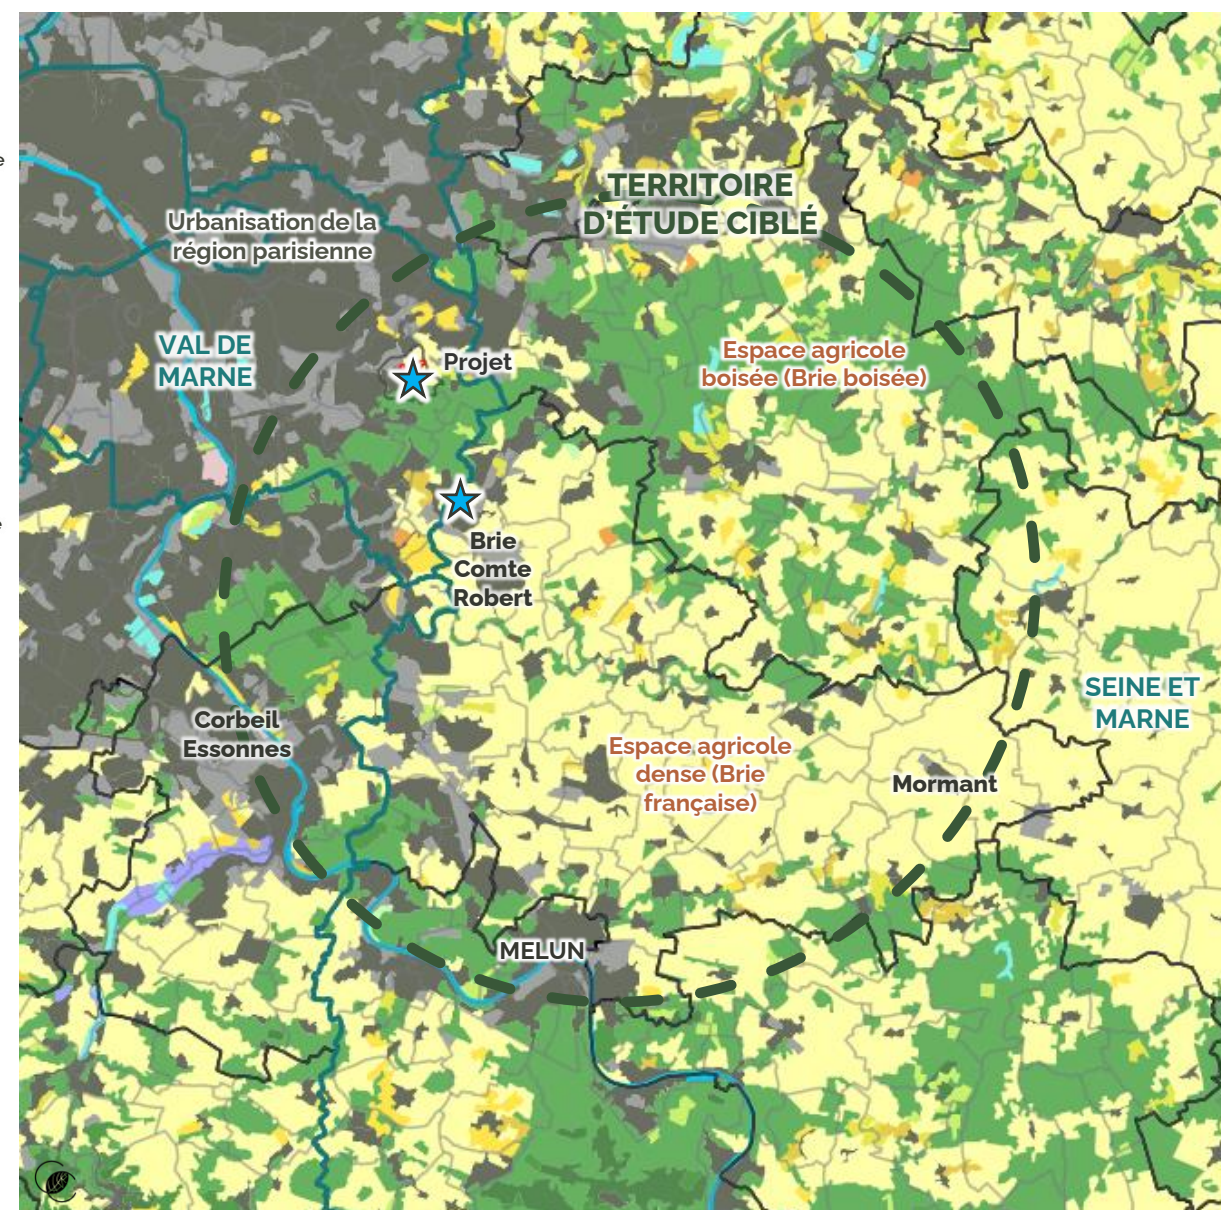 TERRITOIRE
D'ÉTUDE CIBLÉ
Urbanisation de la
région parisienne
VAL DE
MARNE
Projet
Espace agricole
boisée (Brie boisée)
Brie
Comte
Robert
SEINE ET
MARNE
Corbeil
Essonnes
Espace agricole
dense (Brie
française)
Mormant
MELUN